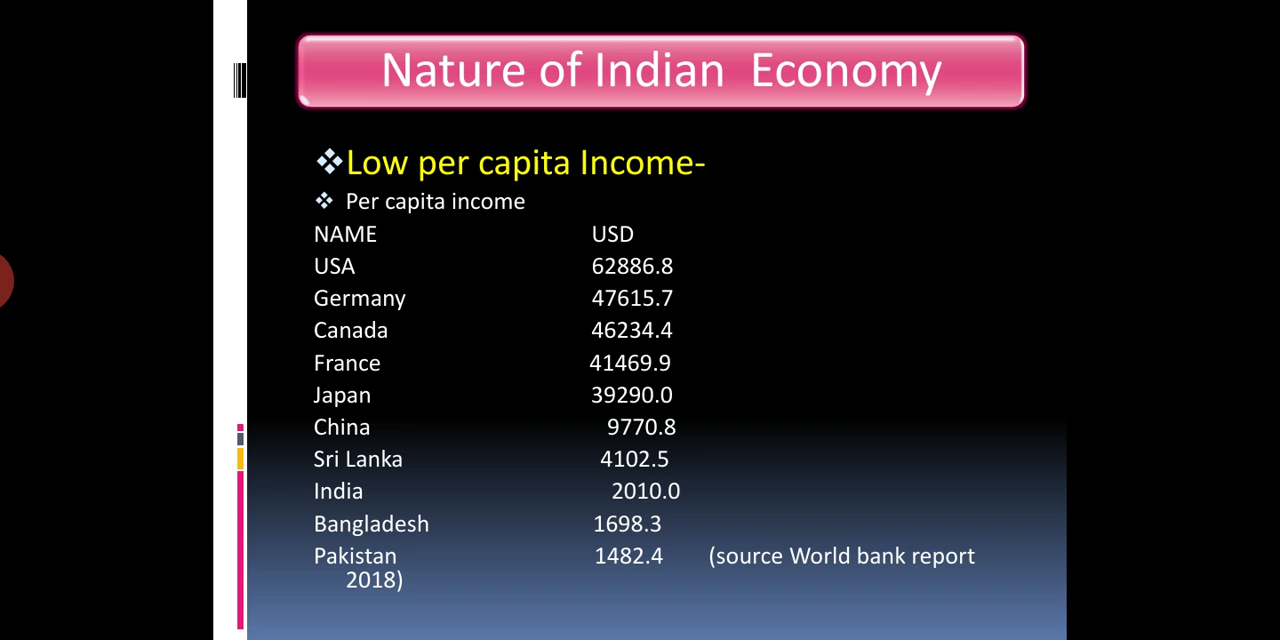 Nature of Indian Economy
❖Low per capita Income-
❖ Per capita income
NAME USD
USA 62886.8
Germany 47615.7
Canada 46234.4
France 41469.9
Japan 39290.0
China 9770.8
Sri Lanka 4102.5
India 2010.0
Bangladesh 1698.3
Pakistan 1482.4 (source World bank report
2018)